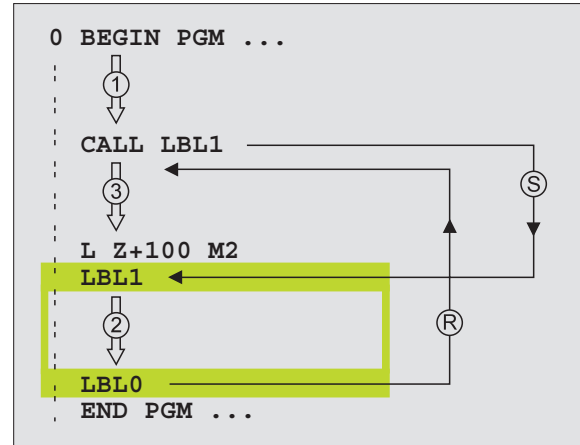 0 BEGIN PGM ...
1
CALL LBL1
S
3
L Z+100 M2
LBL1
2
R
LBL0
END PGM ...